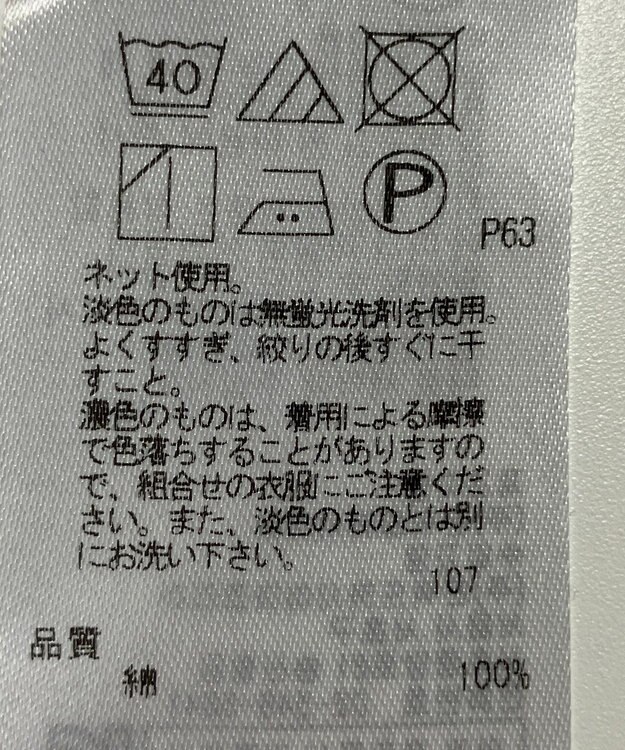 40
P
P63
ネット使用。
淡色のものは無蛍光洗剤を使用。
よくすすぎ、絞りの後すぐに干
すこと。
濃色のものは、着用による摩擦
で色落ちすることがありますの
で、組合せの衣服にご注意くだ
さい。また、淡色のものとは別
にお洗い下さい。
107
品質
綿 100%